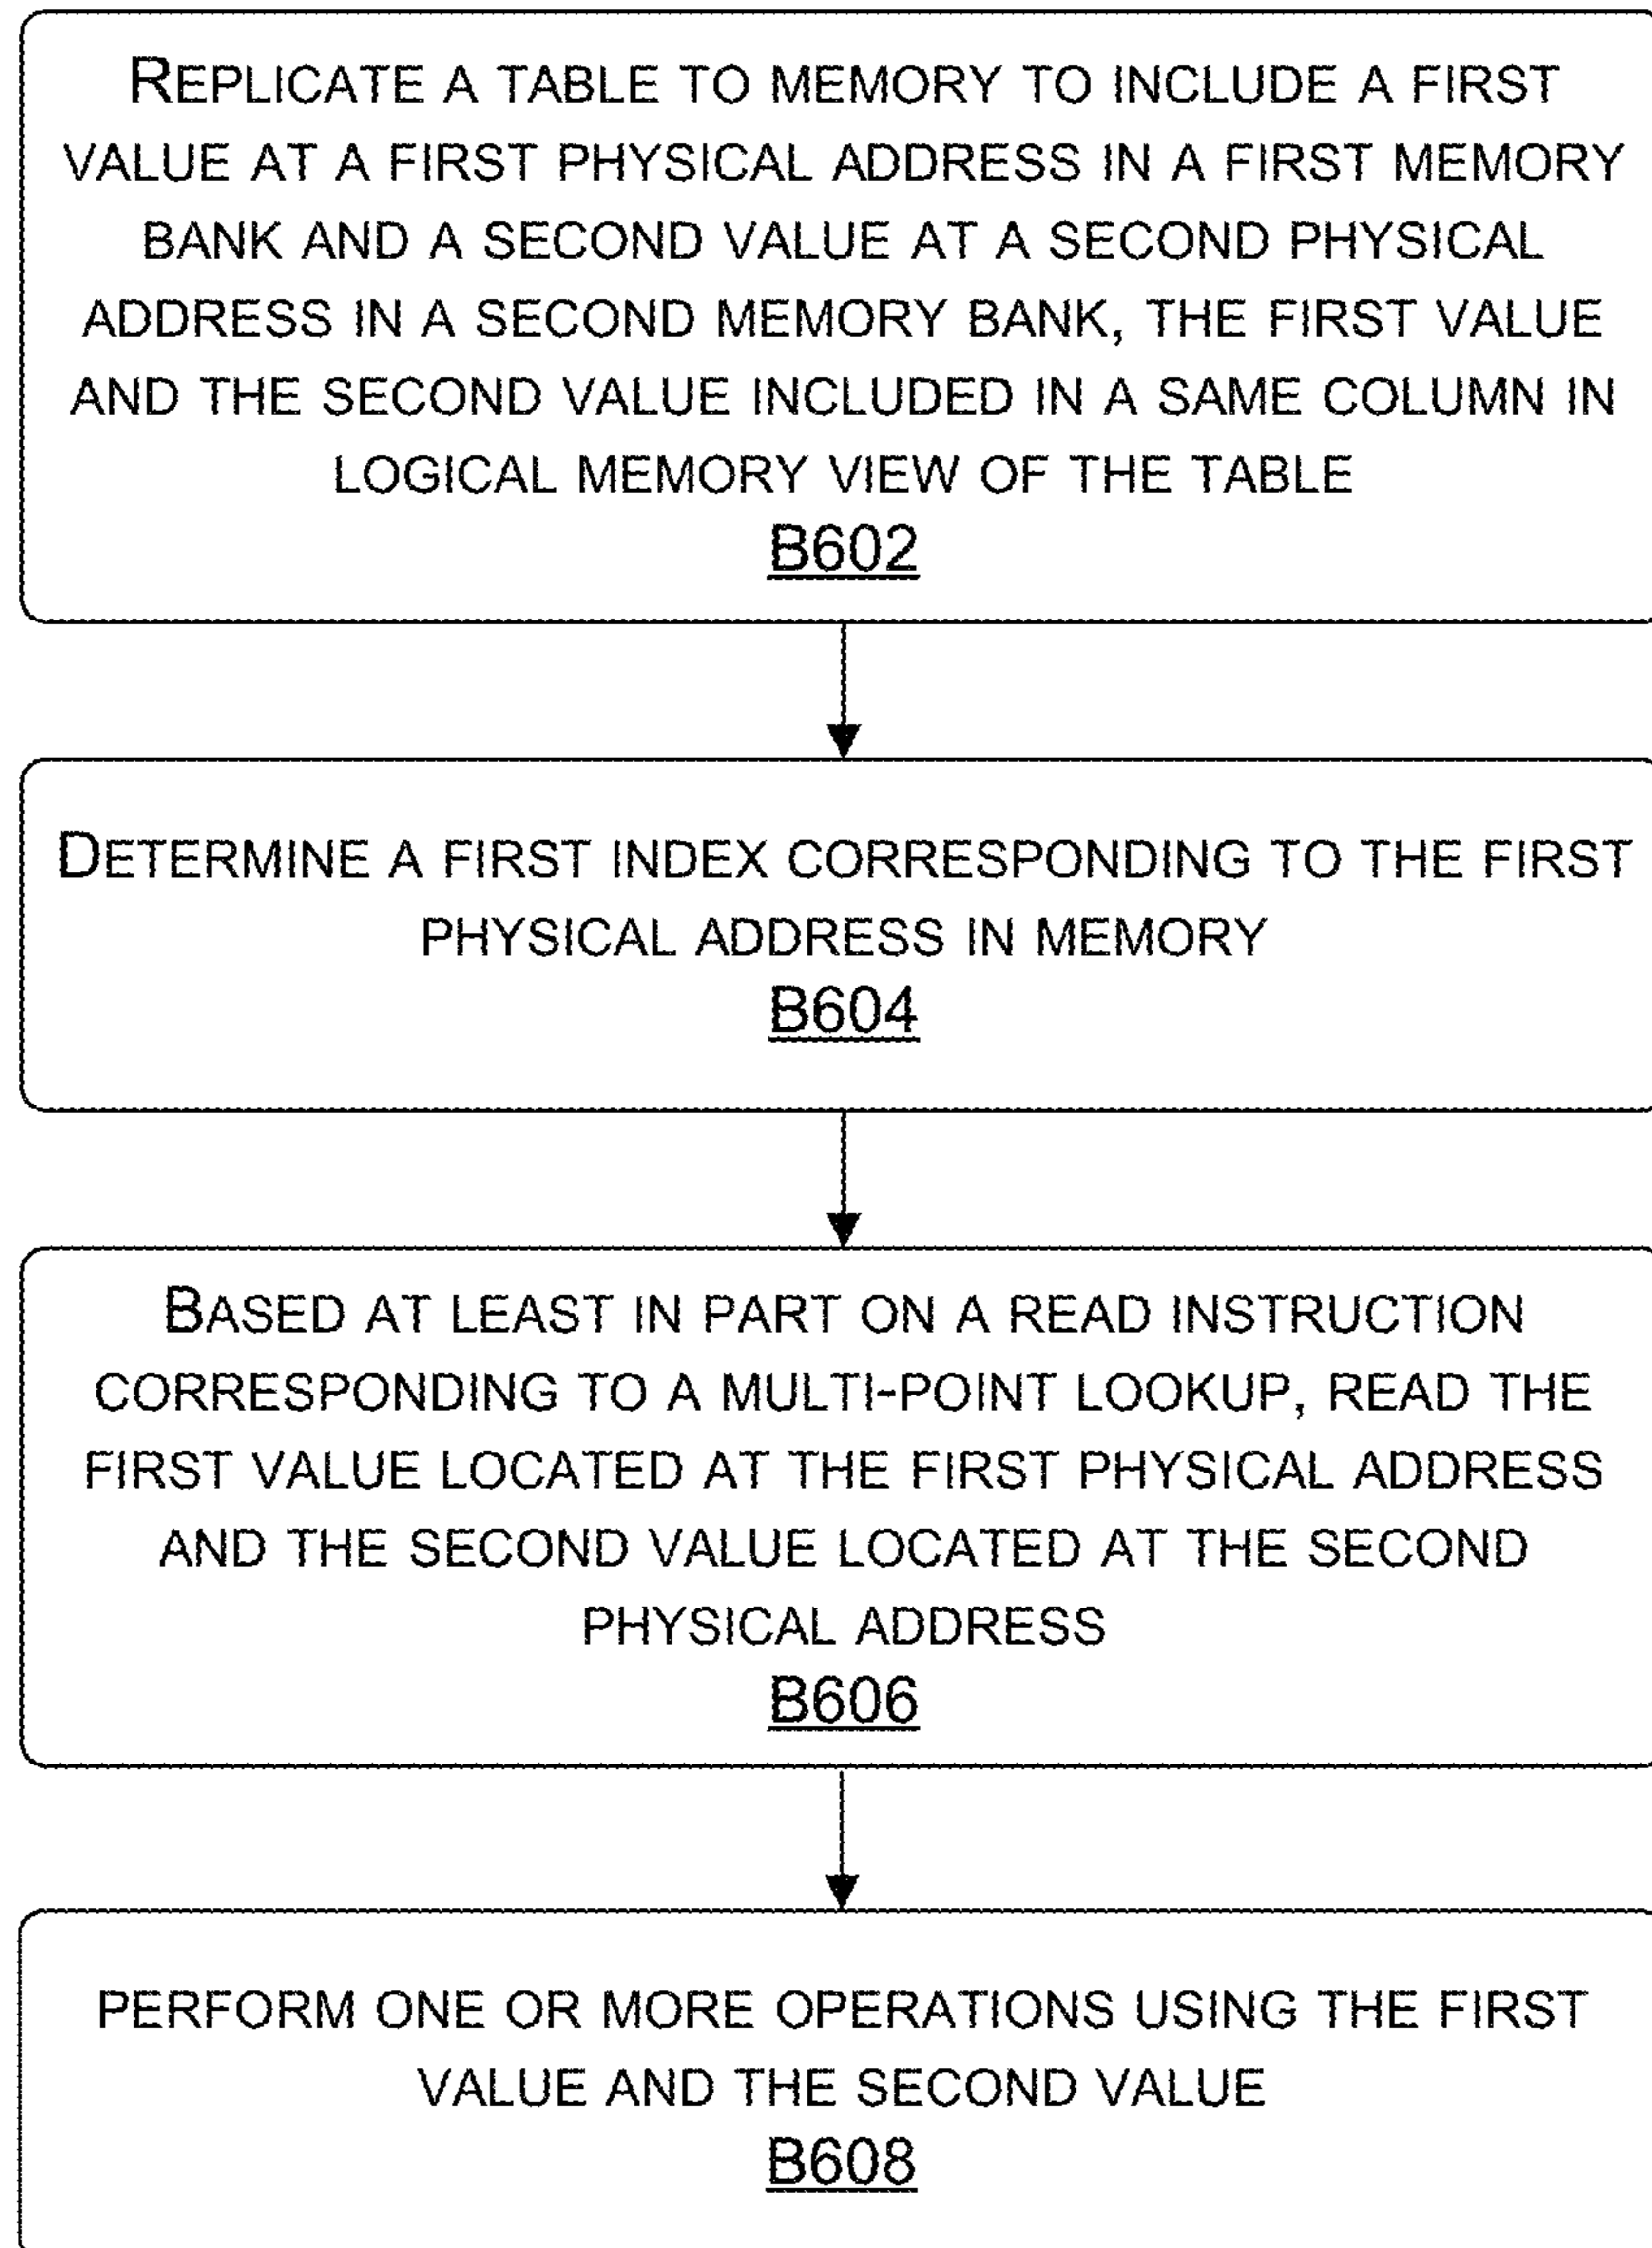 REPLICATE A TABLE TO MEMORY TO INCLUDE A FIRST
VALUE AT A FIRST PHYSICAL ADDRESS IN A FIRST MEMORY
BANK AND A SECOND VALUE AT A SECOND PHYSICAL
ADDRESS IN A SECOND MEMORY BANK, THE FIRST VALUE
AND THE SECOND VALUE INCLUDED IN A SAME COLUMN IN
LOGICAL MEMORY VIEW OF THE TABLE
B602
DETERMINE A FIRST INDEX CORRESPONDING TO THE FIRST
PHYSICAL ADDRESS IN MEMORY
B604
BASED AT LEAST IN PART ON A READ INSTRUCTION
CORRESPONDING TO A MULTI-POINT LOOKUP, READ THE
FIRST VALUE LOCATED AT THE FIRST PHYSICAL ADDRESS
AND THE SECOND VALUE LOCATED AT THE SECOND
PHYSICAL ADDRESS
B606
PERFORM ONE OR MORE OPERATIONS USING THE FIRST
VALUE AND THE SECOND VALUE
B608